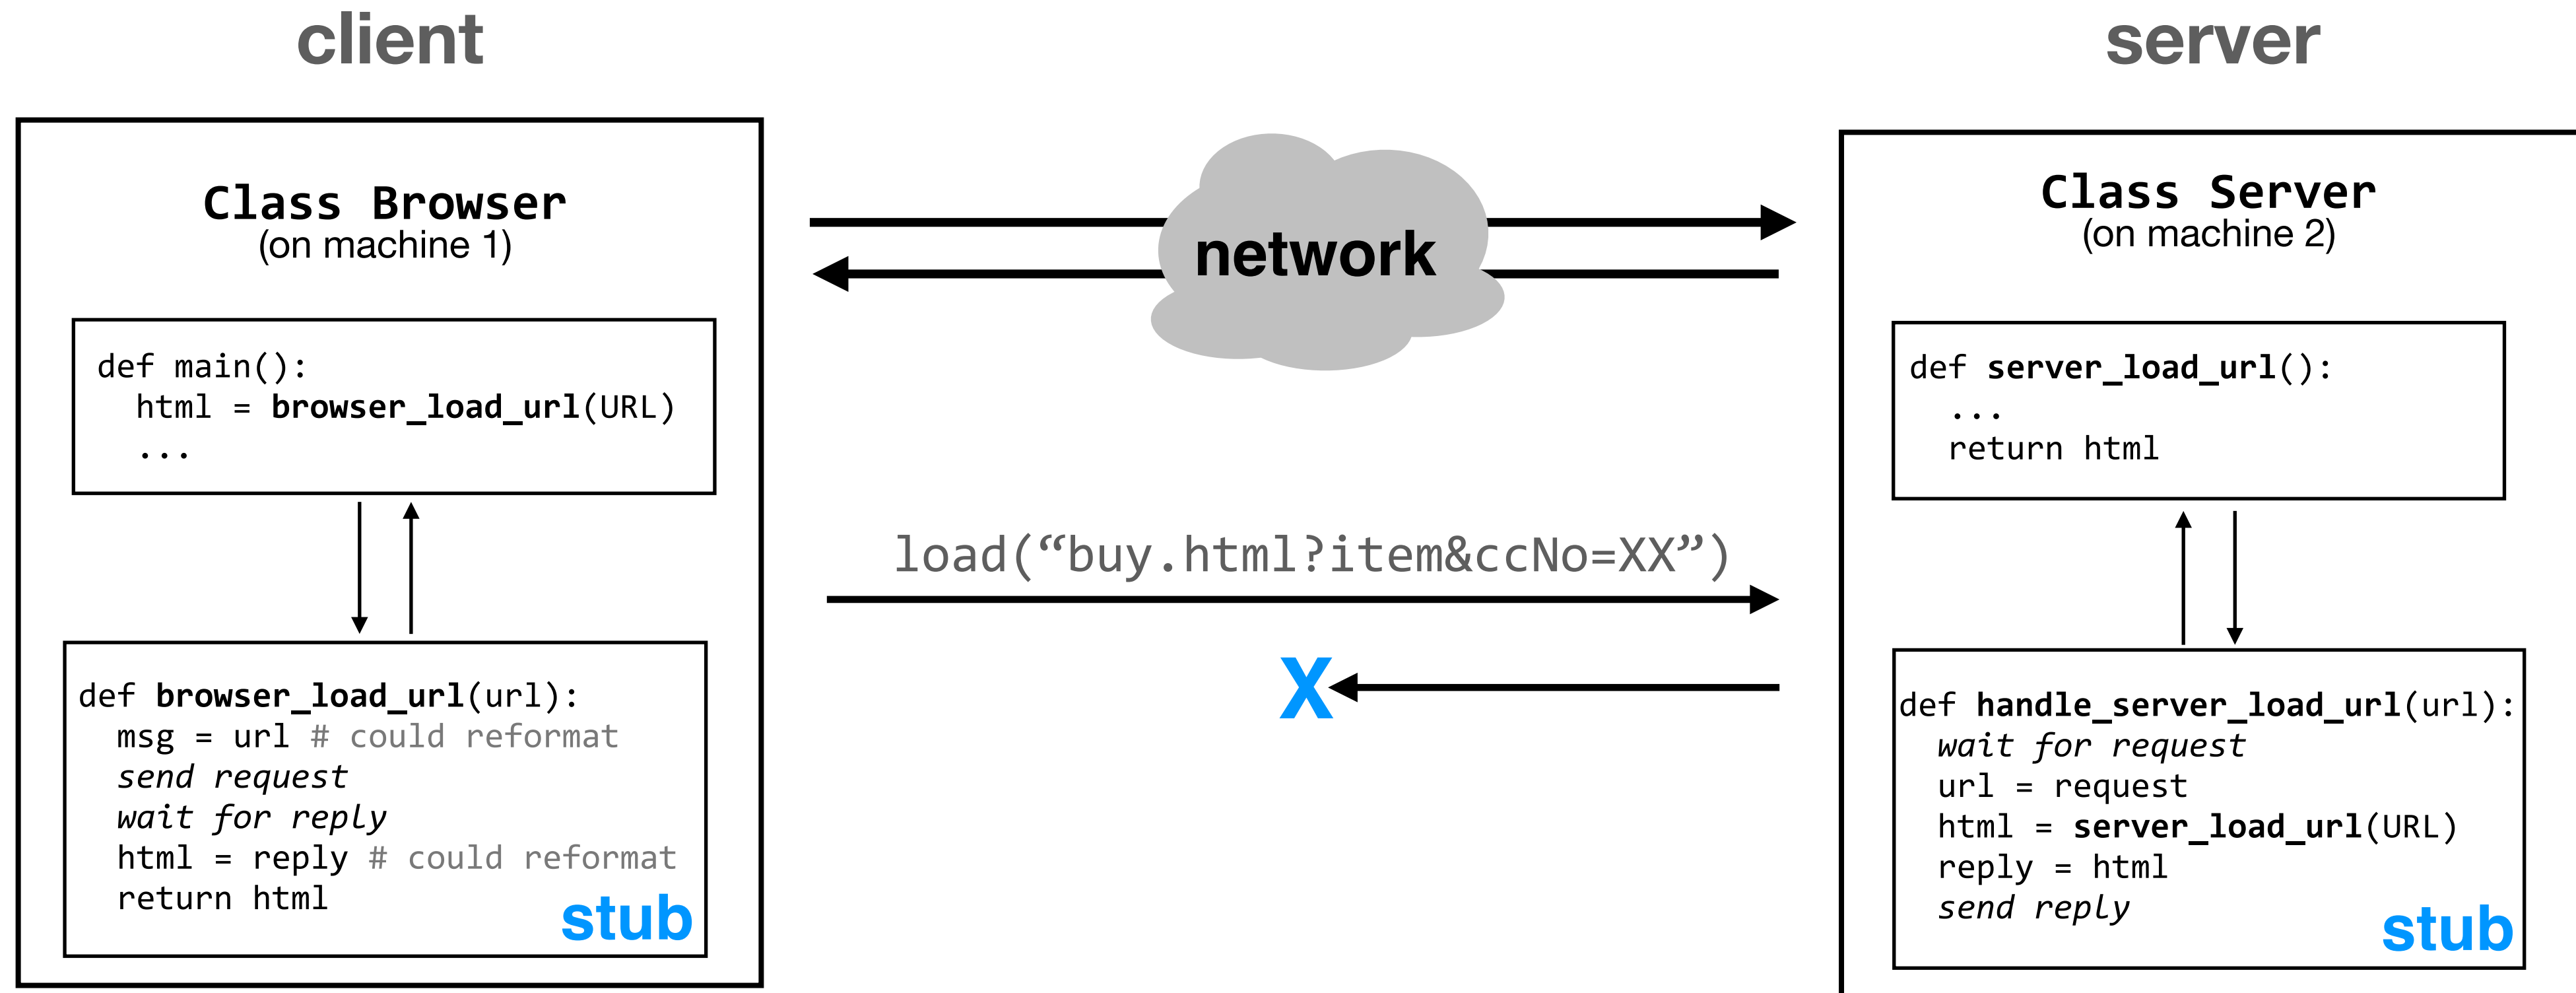 client
server
Class Browser
(on machine 1)
def main():
  html = browser_load_url(URL)
  ...
def browser_load_url(url):
  msg = url # could reformat
  send request
  wait for reply
  html = reply # could reformat
  return html
stub
network
load(“buy.html?item&ccNo=XX”)
X
Class Server
(on machine 2)
def server_load_url():
  ...
  return html
def handle_server_load_url(url):
  wait for request
  url = request
  html = server_load_url(URL)
  reply = html
  send reply
stub